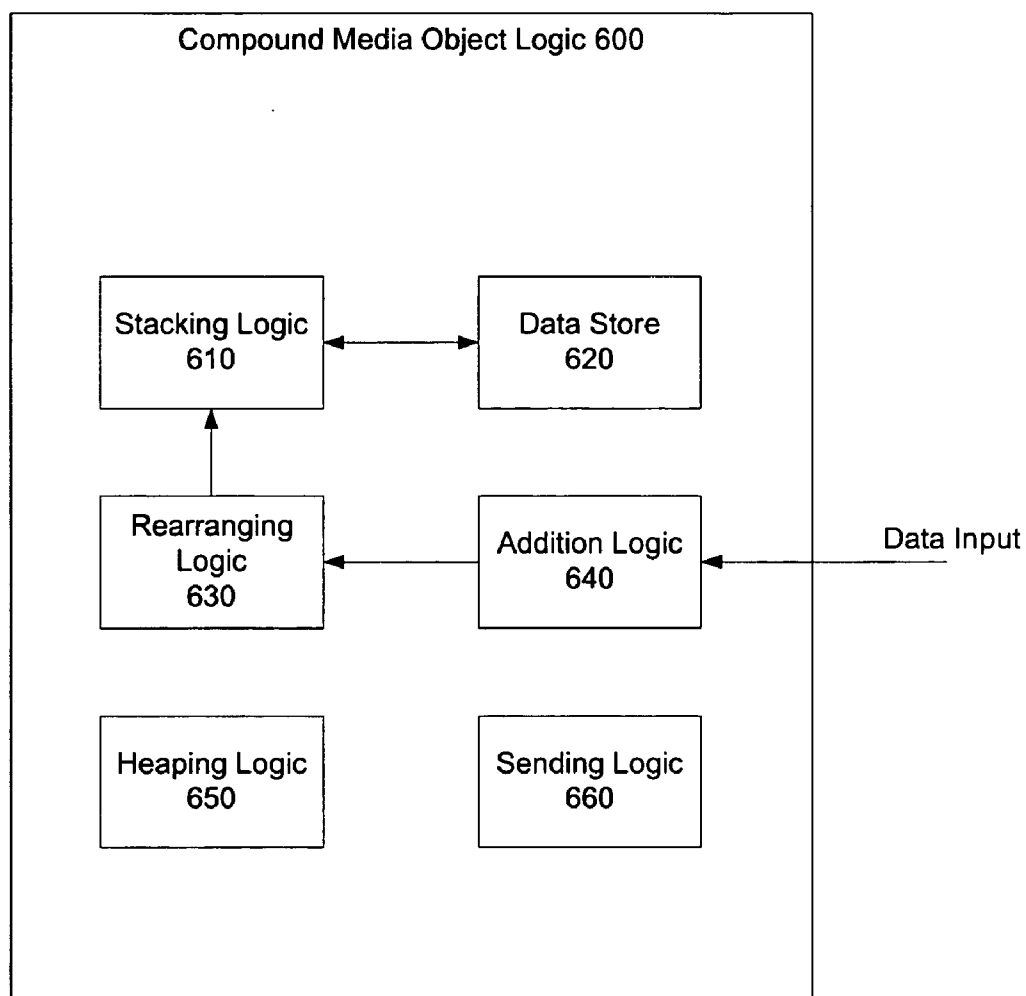 Compound Media Object Logic 600
Stacking Logic
610
Data Store
620
Rearranging
Logic
630
Addition Logic
640
Data Input
Heaping Logic
650
Sending Logic
660